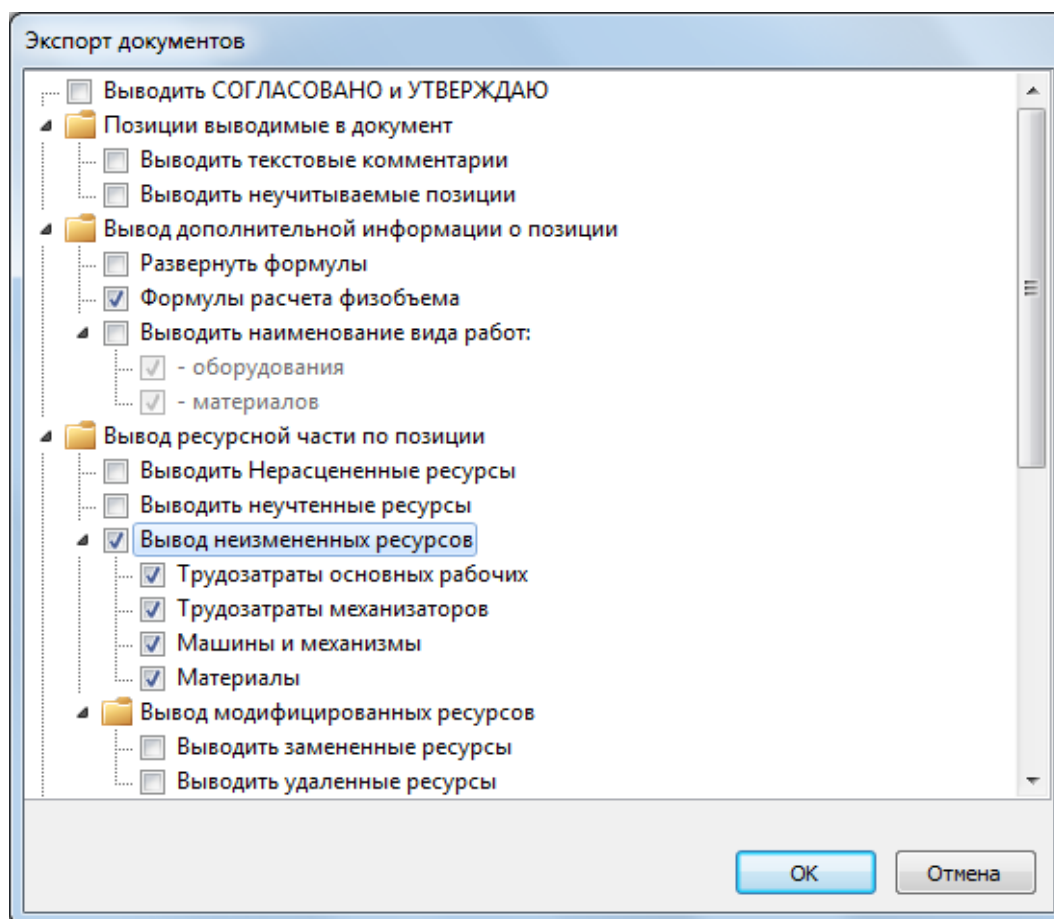 Экспорт документов
Выводить СОГЛАСОВАНО и УТВЕРЖДАЮ
Позиции выводимые в документ
Выводить текстовые комментарии
Выводить неучитываемые позиции
Вывод дополнительной информации о позиции
Развернуть формулы
Формулы расчета физобъема
Выводить наименование вида работ:
- оборудования
- материалов
Вывод ресурсной части по позиции
Выводить Нерасцененные ресурсы
Выводить неучтенные ресурсы
Вывод неизмененных ресурсов
Трудозатраты основных рабочих
Трудозатраты механизаторов
Машины и механизмы
Материалы
Вывод модифицированных ресурсов
Выводить замененные ресурсы
Выводить удаленные ресурсы
ОК Отмена